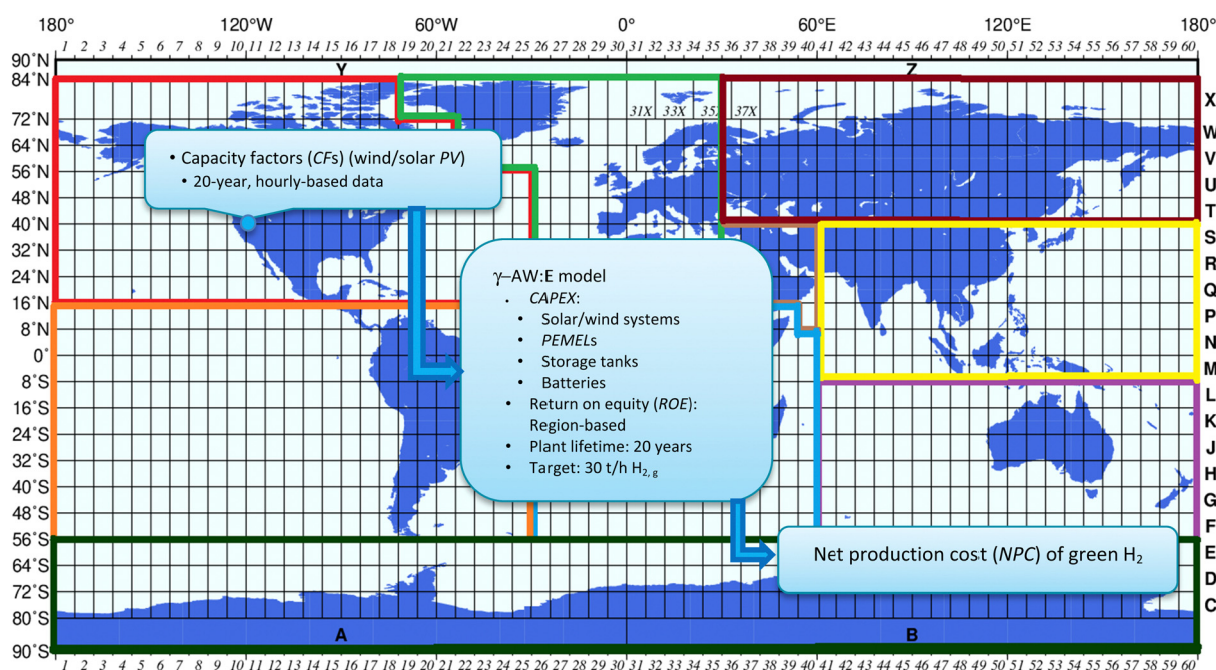 180° 120°W 60°W 0° 60°E 120°E 180°
1 2 3 4 5 6 7 8 9 10 11 12 13 14 15 16 17 18 19 20 21 22 23 24 25 26 27 28 29 30 31 32 33 34 35 36 37 38 39 40 41 42 43 44 45 46 47 48 49 50 51 52 53 54 55 56 57 58 59 60
90°N
Y Z
84°N
X
31X 33X 35X 37X
72°N
W
64°N
V
56°N
U
48°N
T
40°N
S
32°N
R
24°N
Q
16°N
P
8°N
N
0°
M
8°S
L
16°S
K
24°S
J
32°S
H
40°S
G
48°S
F
56°S
E
64°S
D
72°S
C
80°S
A B
90°S
1 2 3 4 5 6 7 8 9 10 11 12 13 14 15 16 17 18 19 20 21 22 23 24 25 26 27 28 29 30 31 32 33 34 35 36 37 38 39 40 41 42 43 44 45 46 47 48 49 50 51 52 53 54 55 56 57 58 59 60
• Capacity factors (CFs) (wind/solar PV)
• 20-year, hourly-based data
γ–AW:E model
• CAPEX:
• Solar/wind systems
• PEMELs
• Storage tanks
• Batteries
• Return on equity (ROE):
Region-based
• Plant lifetime: 20 years
• Target: 30 t/h H2, g
Net production cost (NPC) of green H2